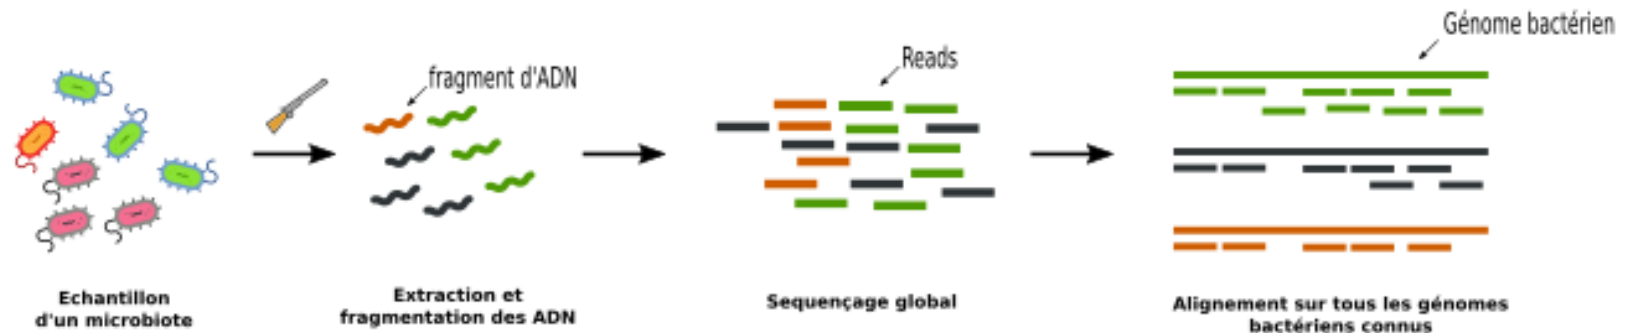 Génome bactérien
Reads
fragment d'ADN
Echantillon
d'un microbiote
Extraction et
fragmentation des ADN
Sequençage global
Alignement sur tous les génomes
bactériens connus